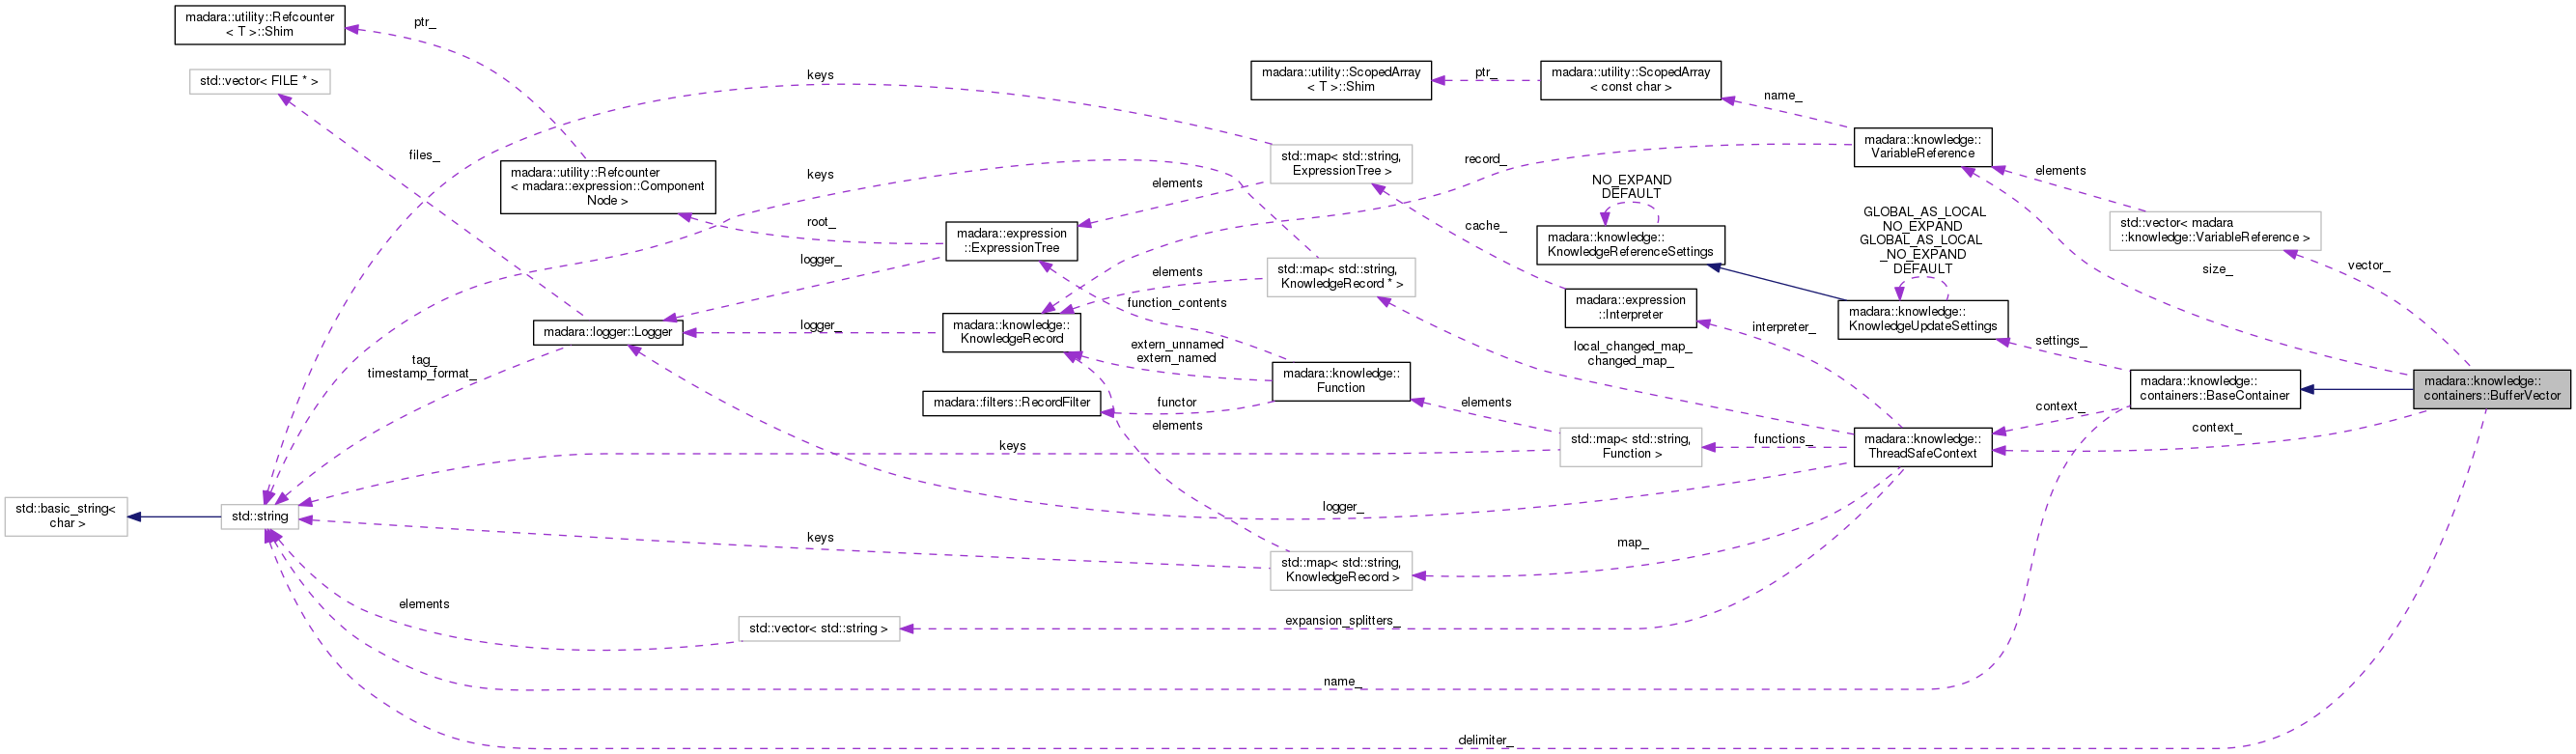 madara::utility::Refcounter
< T >::Shim
ptr_
std::vector< FILE * >
keys
madara::utility::ScopedArray
< T >::Shim
ptr_
madara::utility::ScopedArray
< const char >
name_
files_
madara::utility::Refcounter
< madara::expression::Component
Node >
keys
std::map< std::string,
ExpressionTree >
record_
madara::knowledge::
VariableReference
elements
elements
root_
NO_EXPAND
DEFAULT
cache_
GLOBAL_AS_LOCAL
NO_EXPAND
GLOBAL_AS_LOCAL
_NO_EXPAND
DEFAULT
std::vector< madara
::knowledge::VariableReference >
madara::expression
::ExpressionTree
madara::knowledge::
KnowledgeReferenceSettings
logger_
elements
std::map< std::string,
KnowledgeRecord * >
size_
vector_
function_contents
madara::expression
::Interpreter
madara::knowledge::
KnowledgeUpdateSettings
madara::logger::Logger
logger_
madara::knowledge::
KnowledgeRecord
interpreter_
settings_
extern_unnamed
extern_named
local_changed_map_
changed_map_
tag_
timestamp_format_
madara::knowledge::
Function
madara::knowledge::
containers::BaseContainer
madara::knowledge::
containers::BufferVector
madara::filters::RecordFilter
functor
elements
context_
elements
context_
keys
std::map< std::string,
Function >
functions_
madara::knowledge::
ThreadSafeContext
std::basic_string<
char >
std::string
logger_
keys
map_
std::map< std::string,
KnowledgeRecord >
elements
std::vector< std::string >
expansion_splitters_
name_
delimiter_